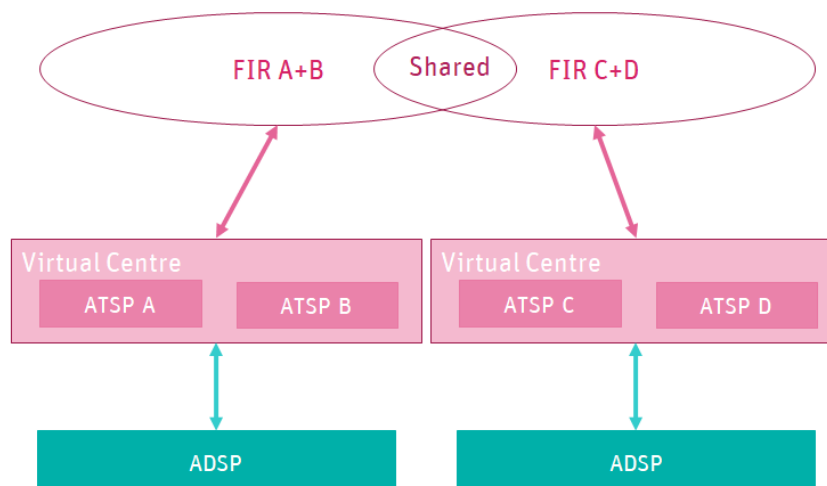 FIR A+B
Shared
FIR C+D
Virtual Centre
ATSP A
ATSP B
Virtual Centre
ATSP C
ATSP D
ADSP
ADSP